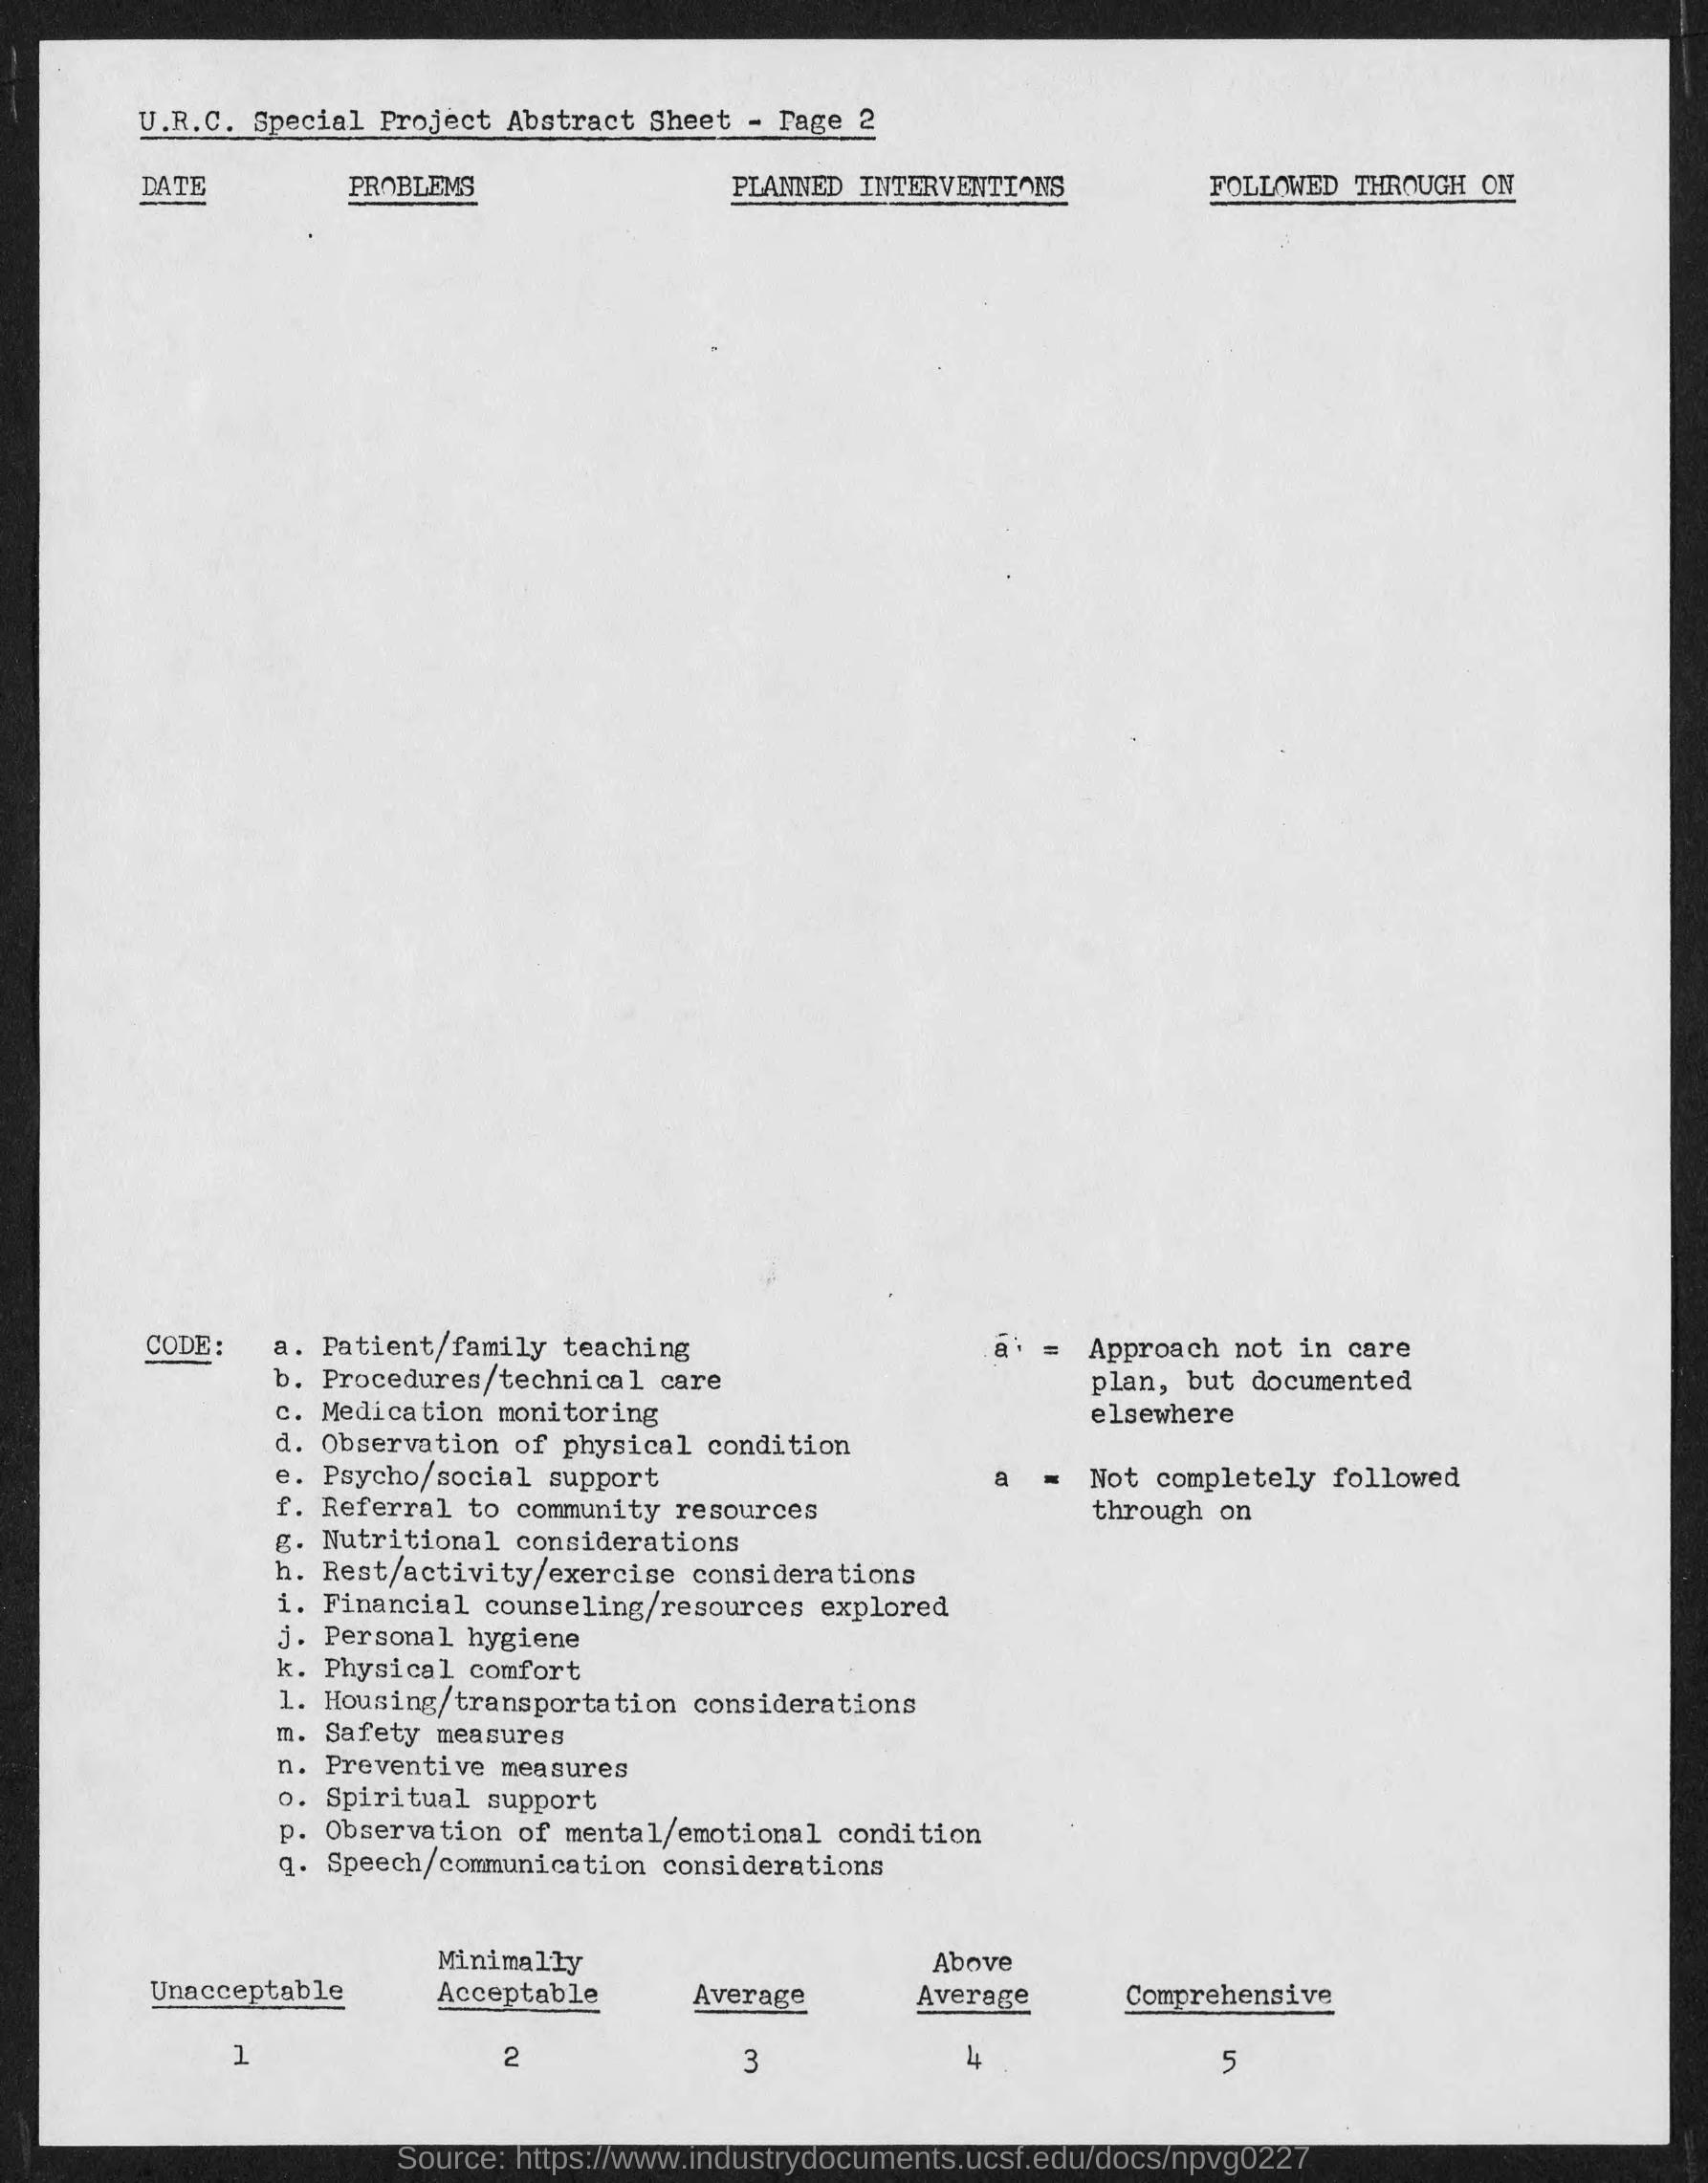 U.R.C. Special Project Abstract Sheet - Page 2
DATE PROBLEMS PLANNED INTERVENTIONS FOLLOWED THROUGH ON
CODE: a. Patient/family teaching
b. Procedures/technical care
c. Medication monitoring
d. Observation of physical condition
e. Psycho/social support
f. Referral to community resources
g. Nutritional considerations
h. Rest/activity/exercise considerations
i. Financial counseling/resources explored
j. Personal hygiene
k. Physical comfort
l. Housing/transportation considerations
m. Safety measures
n. Preventive measures
o. Spiritual support
p. Observation of mental/emotional condition
q. Speech/communication considerations
ā = Approach not in care
plan, but documented
elsewhere
a = Not completely followed
through on
Unacceptable Minimally Acceptable Average Above Average Comprehensive
1 2 3 4 5
Source: https://www.industrydocuments.ucsf.edu/docs/npvg0227